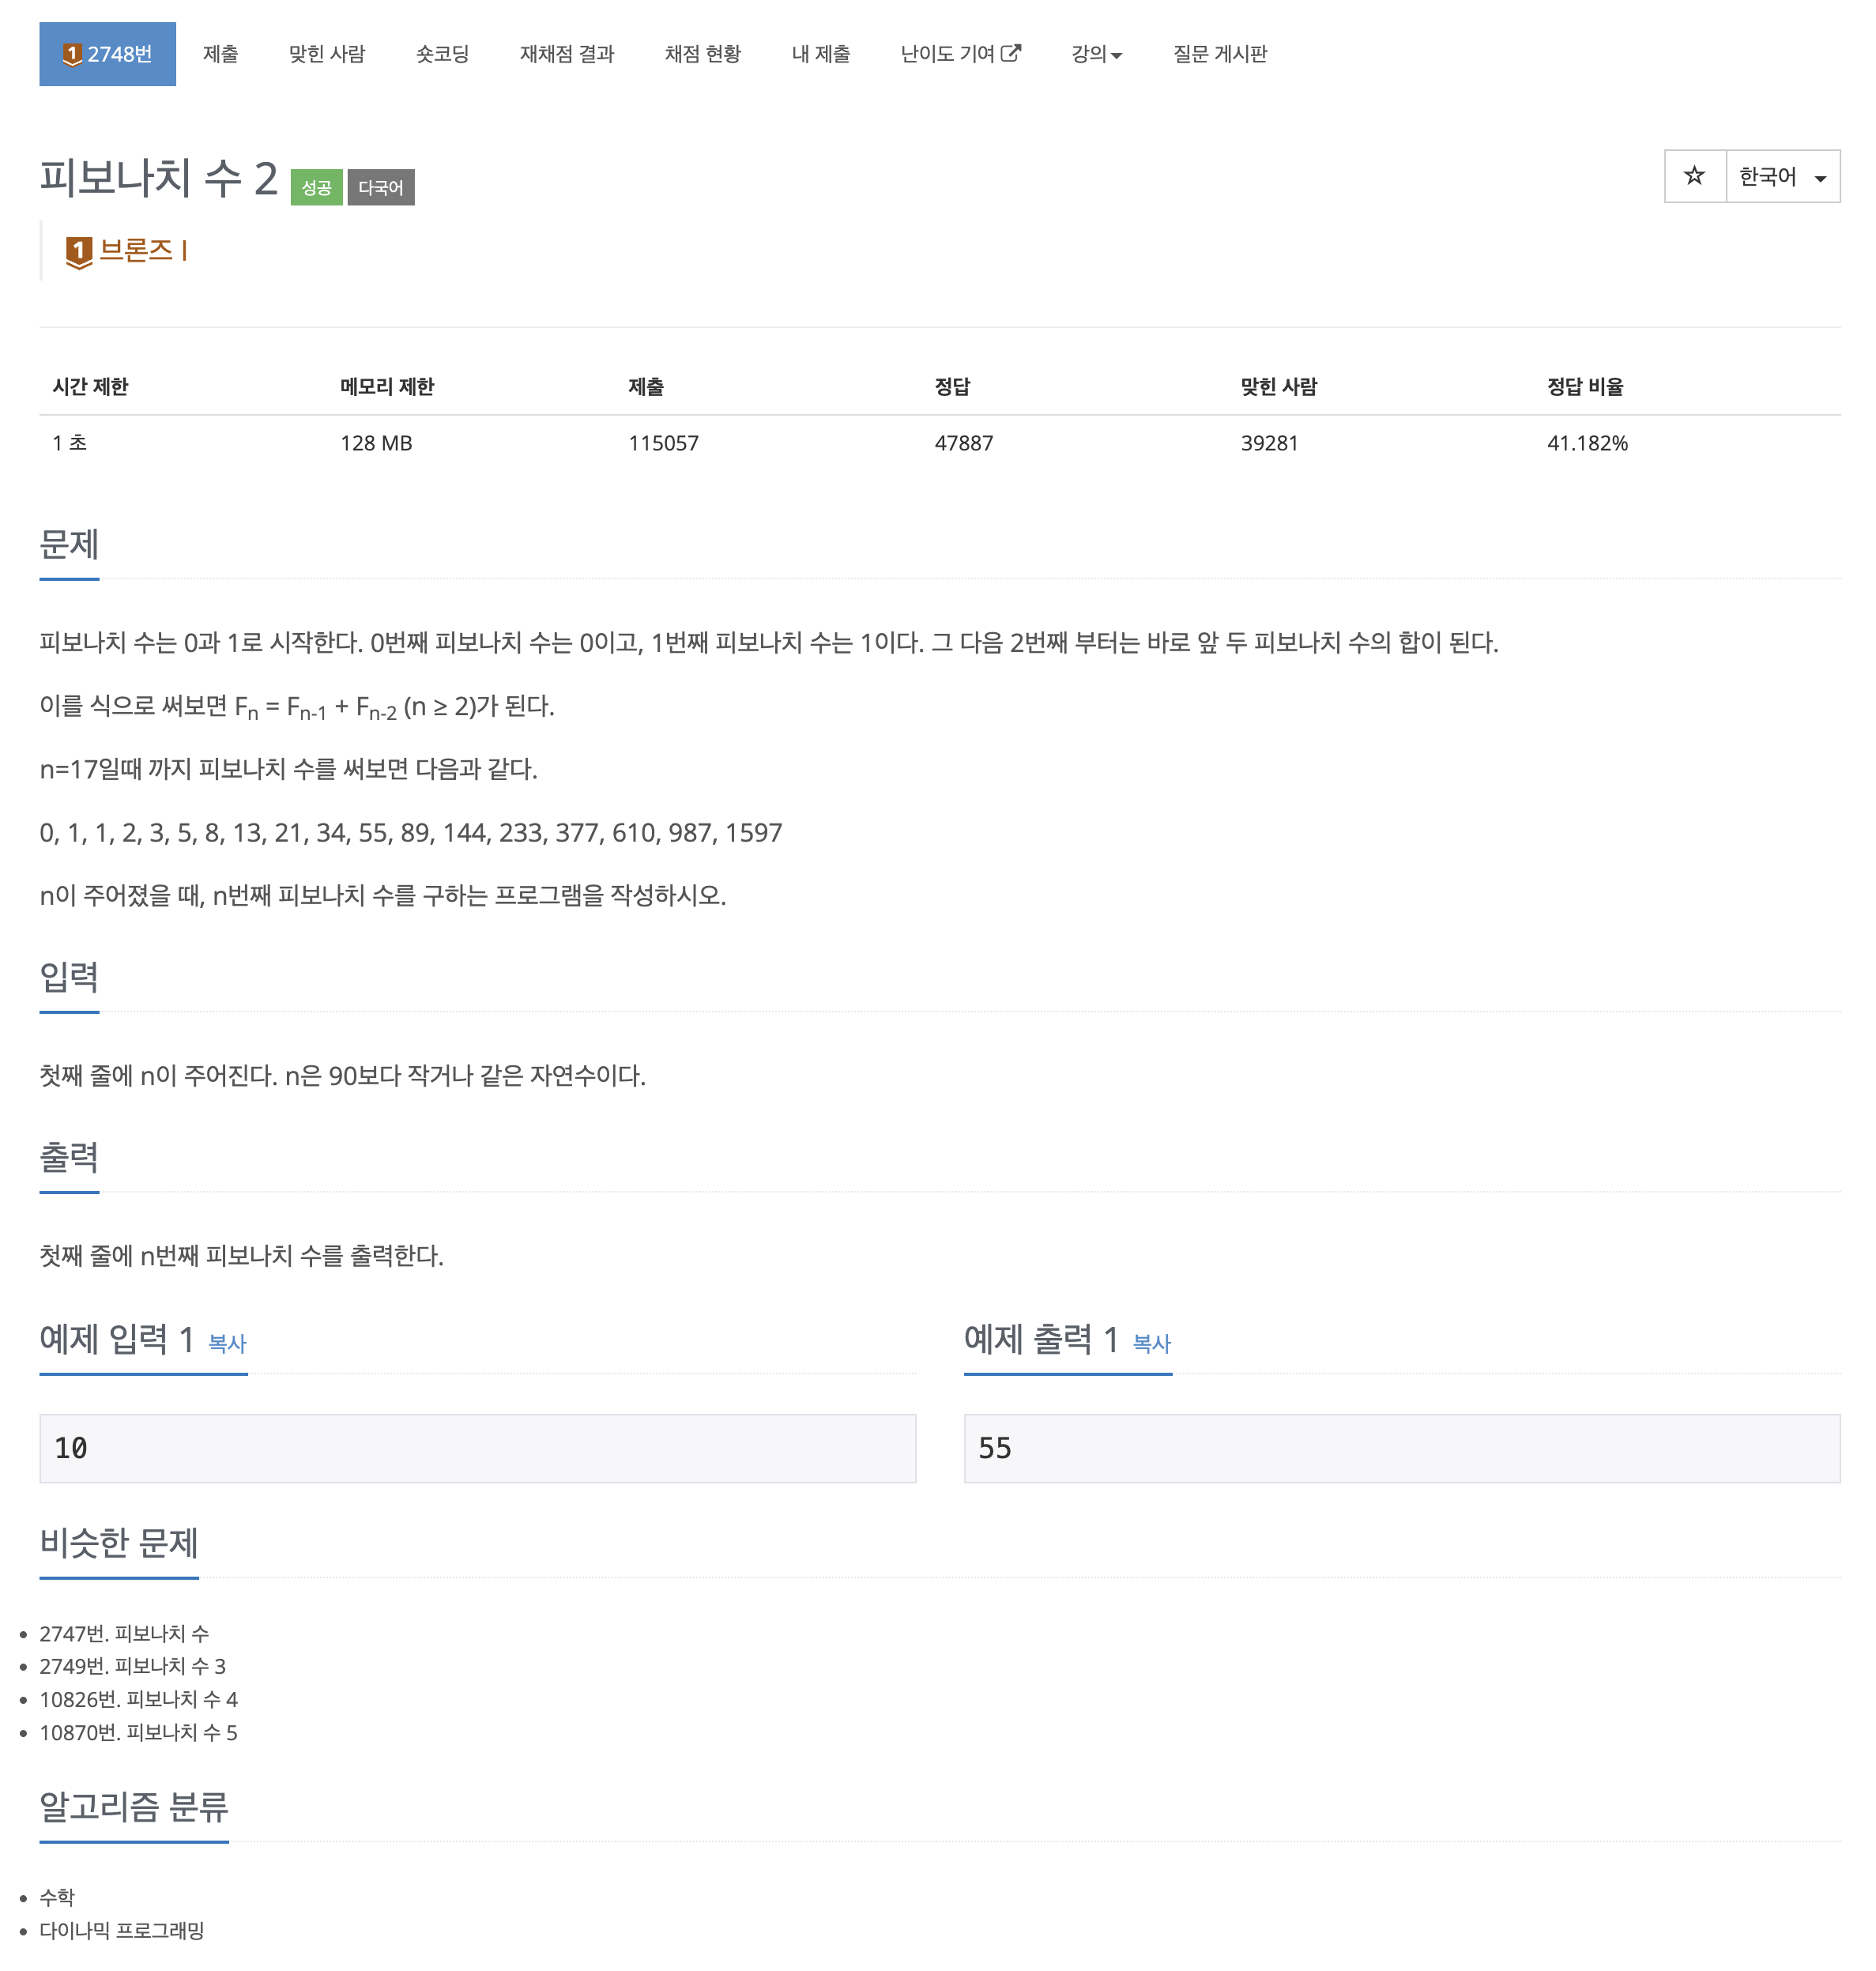 1 2748번 제출 맞힌 사람 숏코딩 재채점 결과 채점 현황 내 제출 난이도 기여 강의 질문 게시판
피보나치 수 2 성공 다국어 ☆ 한국어
1 브론즈 I
시간 제한 메모리 제한 제출 정답 맞힌 사람 정답 비율
1 초 128 MB 115057 47887 39281 41.182%
문제
피보나치 수는 0과 1로 시작한다. 0번째 피보나치 수는 0이고, 1번째 피보나치 수는 1이다. 그 다음 2번째 부터는 바로 앞 두 피보나치 수의 합이 된다.
이를 식으로 써보면 Fn = Fn-1 + Fn-2 (n ≥ 2)가 된다.
n=17일때 까지 피보나치 수를 써보면 다음과 같다.
0, 1, 1, 2, 3, 5, 8, 13, 21, 34, 55, 89, 144, 233, 377, 610, 987, 1597
n이 주어졌을 때, n번째 피보나치 수를 구하는 프로그램을 작성하시오.
입력
첫째 줄에 n이 주어진다. n은 90보다 작거나 같은 자연수이다.
출력
첫째 줄에 n번째 피보나치 수를 출력한다.
예제 입력 1 복사
10
예제 출력 1 복사
55
비슷한 문제
• 2747번. 피보나치 수
• 2749번. 피보나치 수 3
• 10826번. 피보나치 수 4
• 10870번. 피보나치 수 5
알고리즘 분류
• 수학
• 다이나믹 프로그래밍